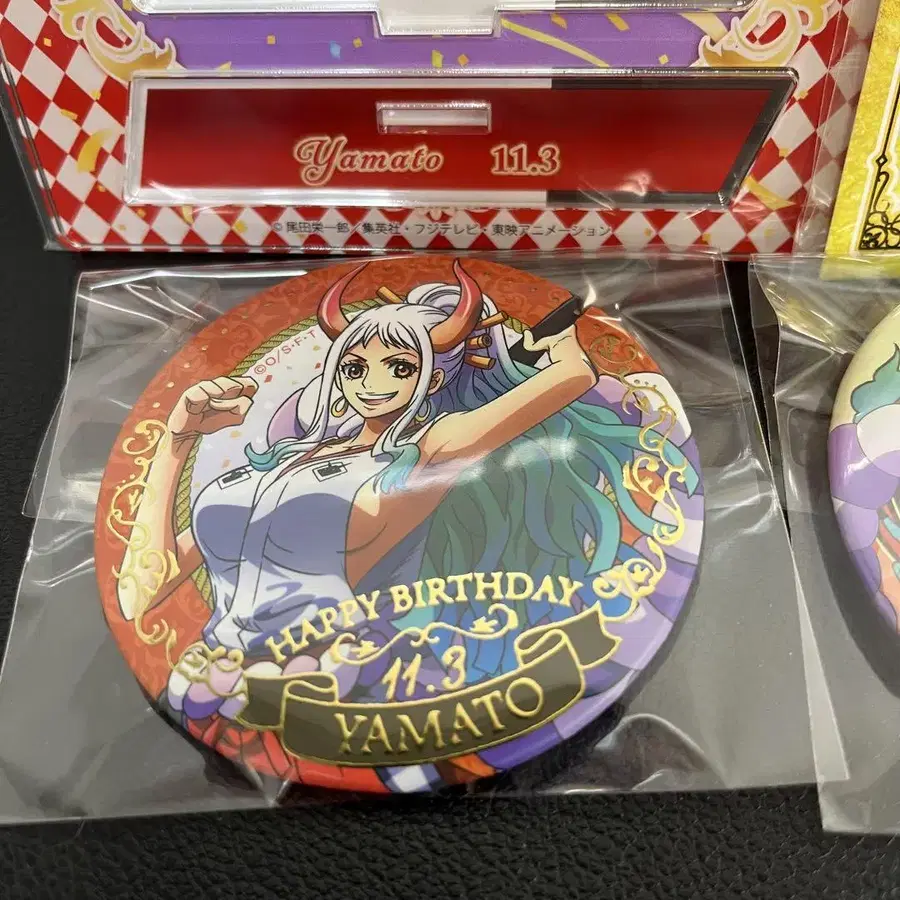 Yamato 11.3
© 尾田栄一郎／集英社・フジテレビ・東映アニメーション
©O/S・F・T
HAPPY BIRTHDAY
11.3
YAMATO